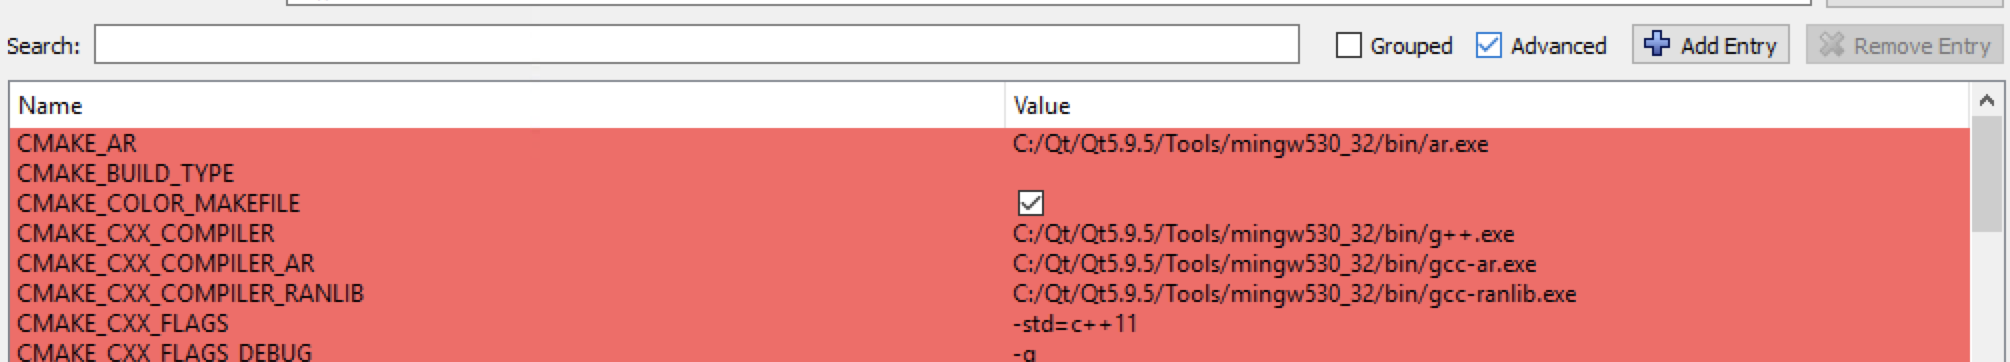 Search: Grouped Advanced Add Entry Remove Entry
Name Value
CMAKE_AR C:/Qt/Qt5.9.5/Tools/mingw530_32/bin/ar.exe
CMAKE_BUILD_TYPE
CMAKE_COLOR_MAKEFILE
CMAKE_CXX_COMPILER C:/Qt/Qt5.9.5/Tools/mingw530_32/bin/g++.exe
CMAKE_CXX_COMPILER_AR C:/Qt/Qt5.9.5/Tools/mingw530_32/bin/gcc-ar.exe
CMAKE_CXX_COMPILER_RANLIB C:/Qt/Qt5.9.5/Tools/mingw530_32/bin/gcc-ranlib.exe
CMAKE_CXX_FLAGS -std=c++11
CMAKE_CXX_FLAGS_DEBUG -g